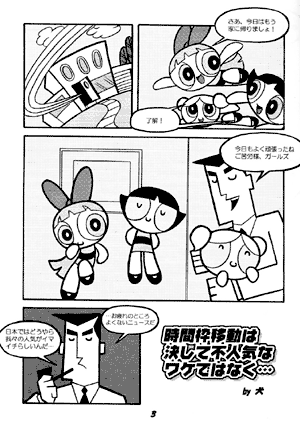 さあ、今日はもう
家に帰りましょ!
了解!
今日もよく頑張ったね
ご苦労様、ガールズ
…お疲れのところ
よくないニュースだ
日本ではどうやら
我々の人気がイマ
イチらしいんだ…
時間枠移動は
決して不人気な
ワケではなく…
by 犬
3